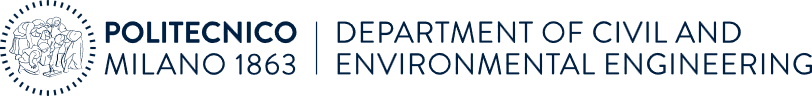 POLITECNICO
MILANO 1863
DEPARTMENT OF CIVIL AND
ENVIRONMENTAL ENGINEERING